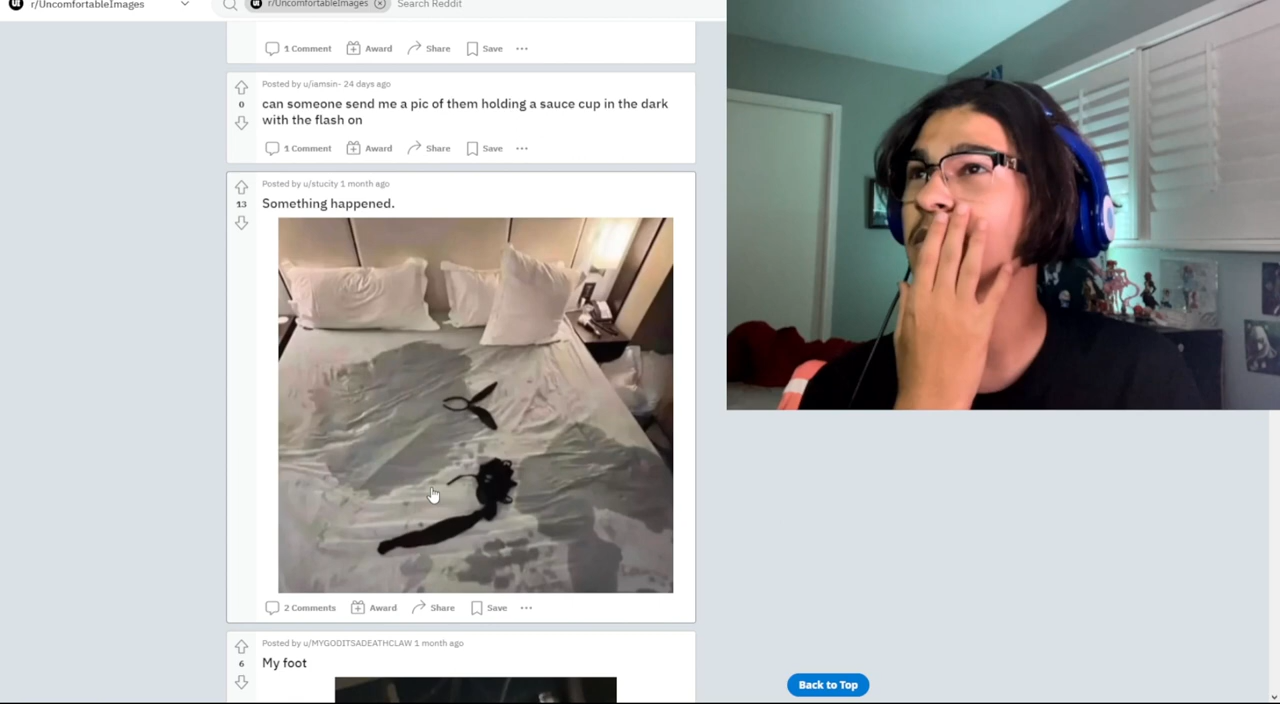 r/UncomfortableImages
r/UncomfortableImages Search Reddit
1 Comment Award Share Save
Posted by u/iamsin- 24 days ago
0
can someone send me a pic of them holding a sauce cup in the dark
with the flash on
1 Comment Award Share Save
Posted by u/stucity 1 month ago
13
Something happened.
2 Comments Award Share Save
Posted by u/MYGODITSADEATHCLAW 1 month ago
6
My foot
Back to Top